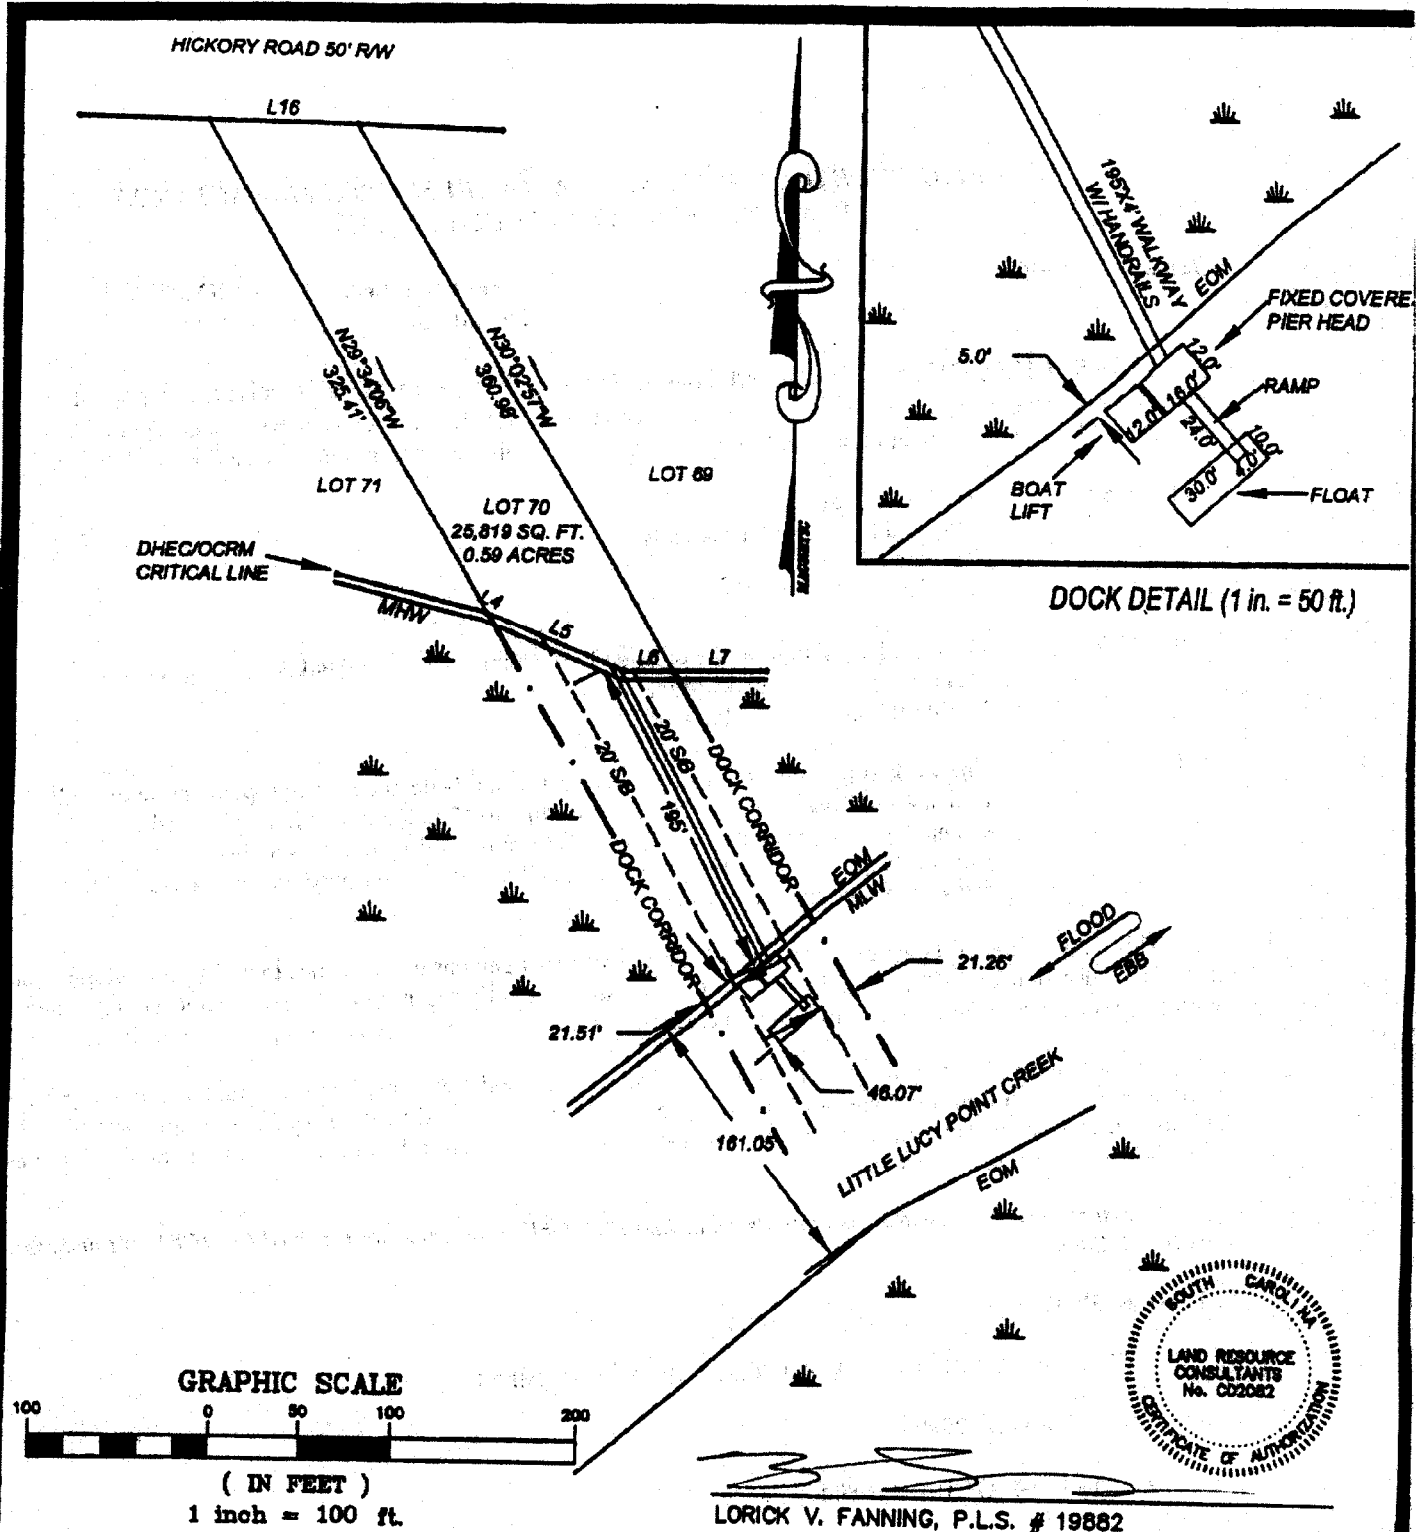 HICKORY ROAD 50' R/W
L16
N29°34'06"W
325.41'
N30°02'57"W
360.98'
LOT 71
LOT 70
25,819 SQ. FT.
0.59 ACRES
LOT 69
MAGNETIC
DHEC/OCRM
CRITICAL LINE
MHW
L4
L5
L6
L7
20' S/B
20' S/B
195'
DOCK CORRIDOR
DOCK CORRIDOR
EOM
MLW
FLOOD
EBB
21.26'
21.51'
46.07'
161.05'
LITTLE LUCY POINT CREEK
EOM
195'X4' WALKWAY
W/ HANDRAILS
EOM
FIXED COVERE
PIER HEAD
5.0'
12.0'
16.0'
12.0'
RAMP
24.0'
10.0'
4.0'
30.0'
FLOAT
BOAT
LIFT
DOCK DETAIL (1 in. = 50 ft.)
GRAPHIC SCALE
100 0 50 100 200
( IN FEET )
1 inch = 100 ft.
SOUTH CAROLINA
LAND RESOURCE
CONSULTANTS
No. CD2082
CERTIFICATE OF AUTHORIZATION
LORICK V. FANNING, P.L.S. # 19882